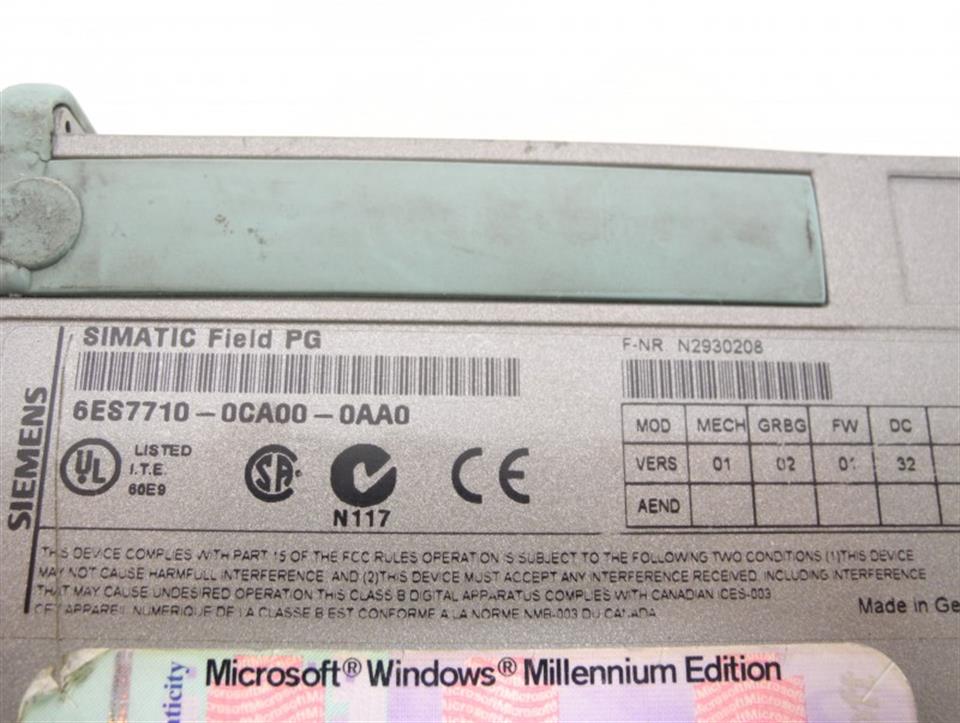 SIEMENS
SIMATIC Field PG
6ES7710-0CA00-0AA0
UL LISTED
I.T.E.
60E9
SA
N117
CE
F-NR N2930208
MOD MECH GRBG FW DC
VERS 01 02 01 32
AEND
THIS DEVICE COMPLIES WITH PART 15 OF THE FCC RULES OPERATION IS SUBJECT TO THE FOLLOWING TWO CONDITIONS (1)THIS DEVICE
MAY NOT CAUSE HARMFULL INTERFERENCE, AND (2)THIS DEVICE MUST ACCEPT ANY INTERFERENCE RECEIVED, INCLUDING INTERFERENCE
THAT MAY CAUSE UNDESIRED OPERATION THIS CLASS B DIGITAL APPARATUS COMPLIES WITH CANADIAN ICES-003
CET APPAREIL NUMERIQUE DE LA CLASSE B EST CONFORME A LA NORME NMB-003 DU CANADA
Made in Ge
Microsoft® Windows® Millennium Edition
nticity